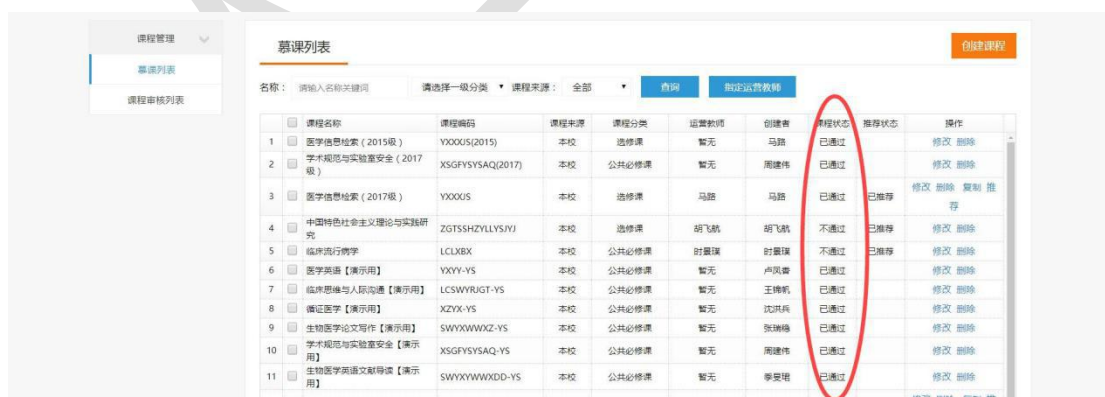 课程管理
慕课列表
课程审核列表
慕课列表
创建课程
名称： 请输入名称关键词 请选择一级分类 课程来源： 全部 查询 指定运营教师
课程名称 课程编码 课程来源 课程分类 运营教师 创建者 课程状态 推荐状态 操作
1 医学信息检索（2015级） YXXXJS(2015) 本校 选修课 暂无 马路 已通过 修改 删除
2 学术规范与实验室安全（2017 XSGFYSYSAQ(2017) 本校 公共必修课 暂无 周建伟 已通过 修改 删除
级）
3 医学信息检索（2017级） YXXXJS 本校 选修课 马路 马路 已通过 已推荐 修改 删除 复制 推
荐
4 中国特色社会主义理论与实践研 ZGTSSHZYLLYSJYJ 本校 选修课 胡飞航 胡飞航 不通过 已推荐 修改 删除
究
5 临床流行病学 LCLXBX 本校 公共必修课 时景璞 时景璞 不通过 已推荐 修改 删除
6 医学英语【演示用】 YXYY-YS 本校 公共必修课 暂无 卢凤香 已通过 修改 删除
7 临床思维与人际沟通【演示用】 LCSWYRJGT-YS 本校 公共必修课 暂无 王锦帆 已通过 修改 删除
8 循证医学【演示用】 XZYX-YS 本校 公共必修课 暂无 沈洪兵 已通过 修改 删除
9 生物医学论文写作【演示用】 SWYXWWXZ-YS 本校 公共必修课 暂无 张瑞稳 已通过 修改 删除
10 学术规范与实验室安全【演示 XSGFYSYSAQ-YS 本校 公共必修课 暂无 周建伟 已通过 修改 删除
用】
11 生物医学英语文献导读【演示 SWYXYWWXDD-YS 本校 公共必修课 暂无 季旻珺 已通过 修改 删除
用】